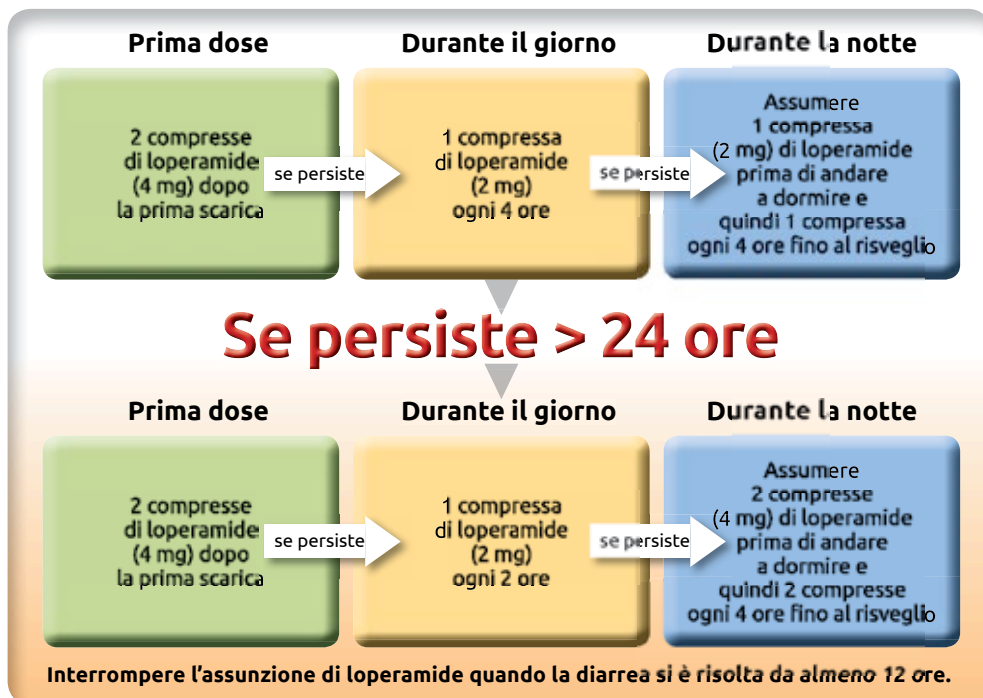 Prima dose
Durante il giorno
Durante la notte
2 compresse
di loperamide
(4 mg) dopo
la prima scarica
se persiste
1 compressa
di loperamide
(2 mg)
ogni 4 ore
se persiste
Assumere
1 compressa
(2 mg) di loperamide
prima di andare
a dormire e
quindi 1 compressa
ogni 4 ore fino al risveglio
Se persiste > 24 ore
Prima dose
Durante il giorno
Durante la notte
2 compresse
di loperamide
(4 mg) dopo
la prima scarica
se persiste
1 compressa
di loperamide
(2 mg)
ogni 2 ore
se persiste
Assumere
2 compresse
(4 mg) di loperamide
prima di andare
a dormire e
quindi 2 compresse
ogni 4 ore fino al risveglio
Interrompere l’assunzione di loperamide quando la diarrea si è risolta da almeno 12 ore.